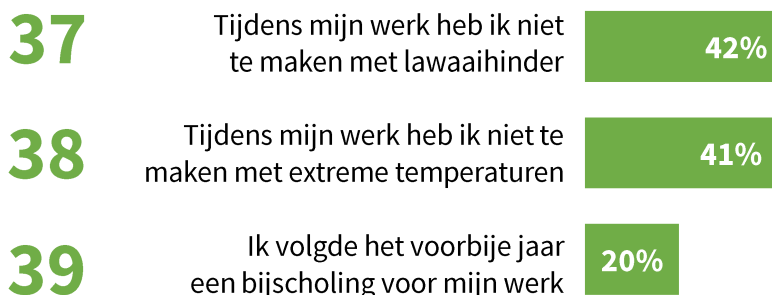 37
Tijdens mijn werk heb ik niet
te maken met lawaaihinder
42%
38
Tijdens mijn werk heb ik niet te
maken met extreme temperaturen
41%
39
Ik volgde het voorbije jaar
een bijscholing voor mijn werk
20%